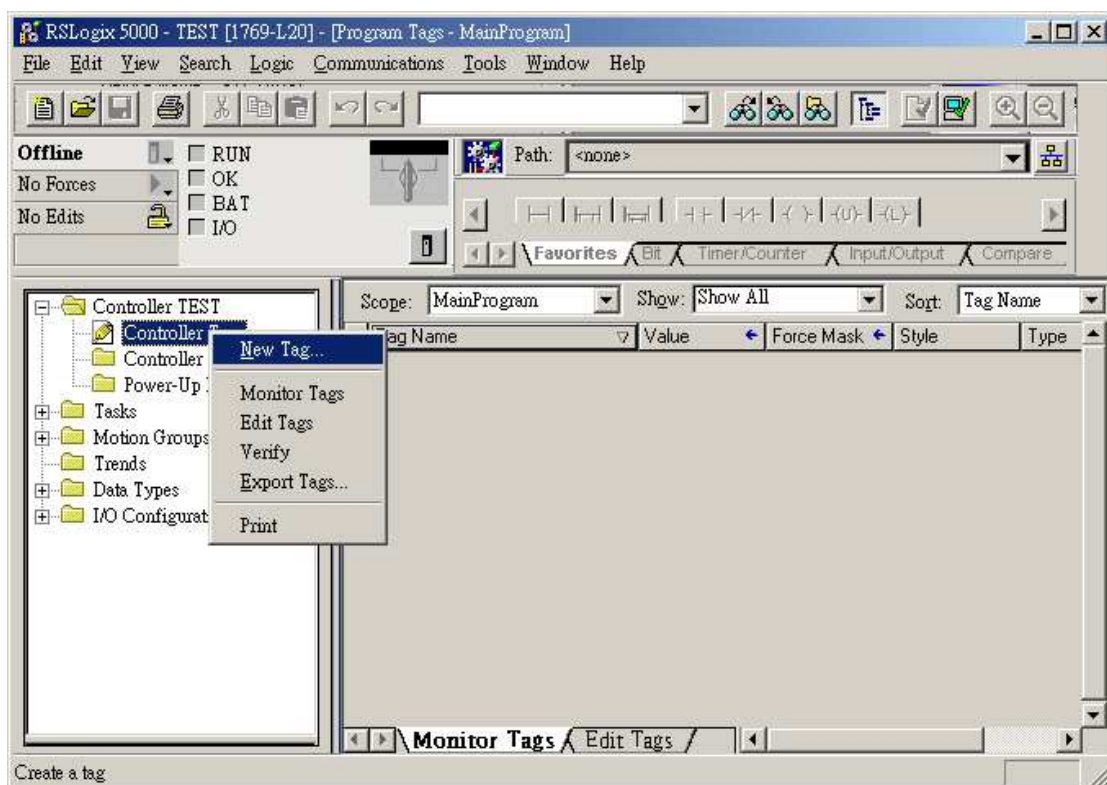 RSLogix 5000 - TEST [1769-L20] - [Program Tags - MainProgram]
File Edit View Search Logic Communications Tools Window Help
Offline
RUN
Path: <none>
No Forces
OK
BAT
No Edits
I/O
Favorites Bit Timer/Counter Input/Output Compare
Controller TEST
Scope: MainProgram Show: Show All Sort: Tag Name
Controller
Tag Name Value Force Mask Style Type
New Tag...
Controller
Power-Up
Monitor Tags
Tasks
Edit Tags
Motion Groups
Verify
Trends
Export Tags...
Data Types
Print
Monitor Tags Edit Tags
Create a tag